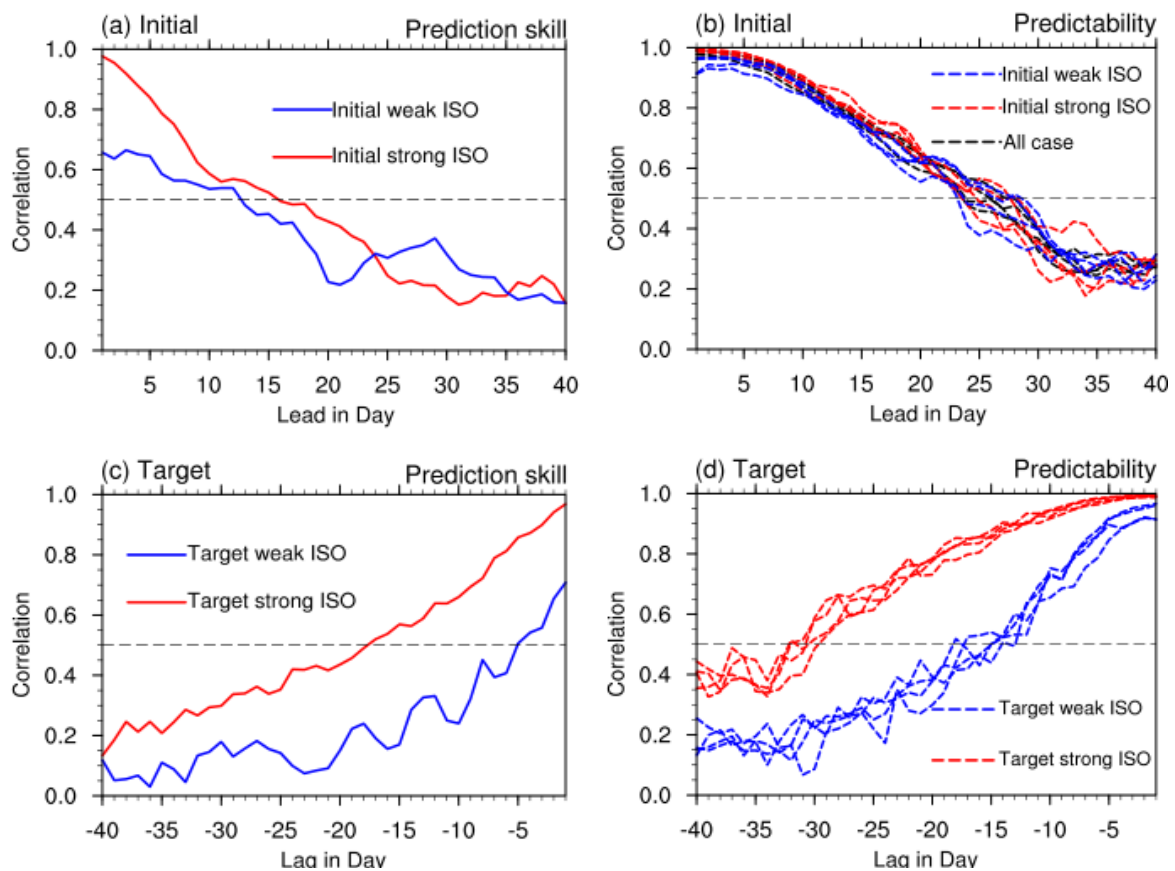 (a) Initial Prediction skill
1.0
0.8
0.6
0.4
0.2
0.0
Correlation
Initial weak ISO
Initial strong ISO
5 10 15 20 25 30 35 40
Lead in Day
(b) Initial Predictability
1.0
0.8
0.6
0.4
0.2
0.0
Correlation
Initial weak ISO
Initial strong ISO
All case
5 10 15 20 25 30 35 40
Lead in Day
(c) Target Prediction skill
1.0
0.8
0.6
0.4
0.2
0.0
Correlation
Target weak ISO
Target strong ISO
-40 -35 -30 -25 -20 -15 -10 -5
Lag in Day
(d) Target Predictability
1.0
0.8
0.6
0.4
0.2
0.0
Correlation
Target weak ISO
Target strong ISO
-40 -35 -30 -25 -20 -15 -10 -5
Lag in Day